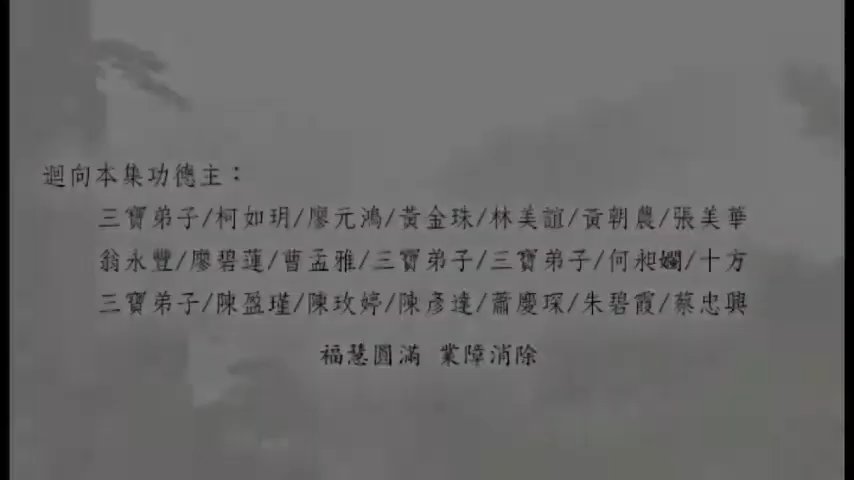 迴向本集功德主：
三寶弟子/柯如玥/廖元鴻/黃金珠/林美誼/黃朝農/張美華
翁永豐/廖碧蓮/曹孟雅/三寶弟子/三寶弟子/何昶嫻/十方
三寶弟子/陳盈瑾/陳玫婷/陳彥達/蕭慶琛/朱碧霞/蔡忠興
福慧圓滿 業障消除